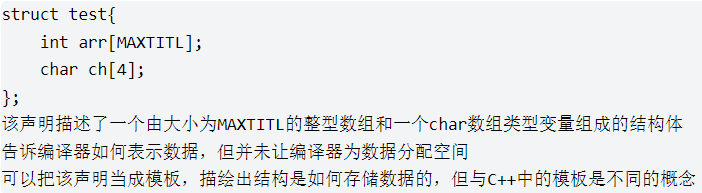 struct test{
    int arr[MAXTITL];
    char ch[4];
};
该声明描述了一个由大小为MAXTITL的整型数组和一个char数组类型变量组成的结构体
告诉编译器如何表示数据，但并未让编译器为数据分配空间
可以把该声明当成模板，描绘出结构是如何存储数据的，但与C++中的模板是不同的概念